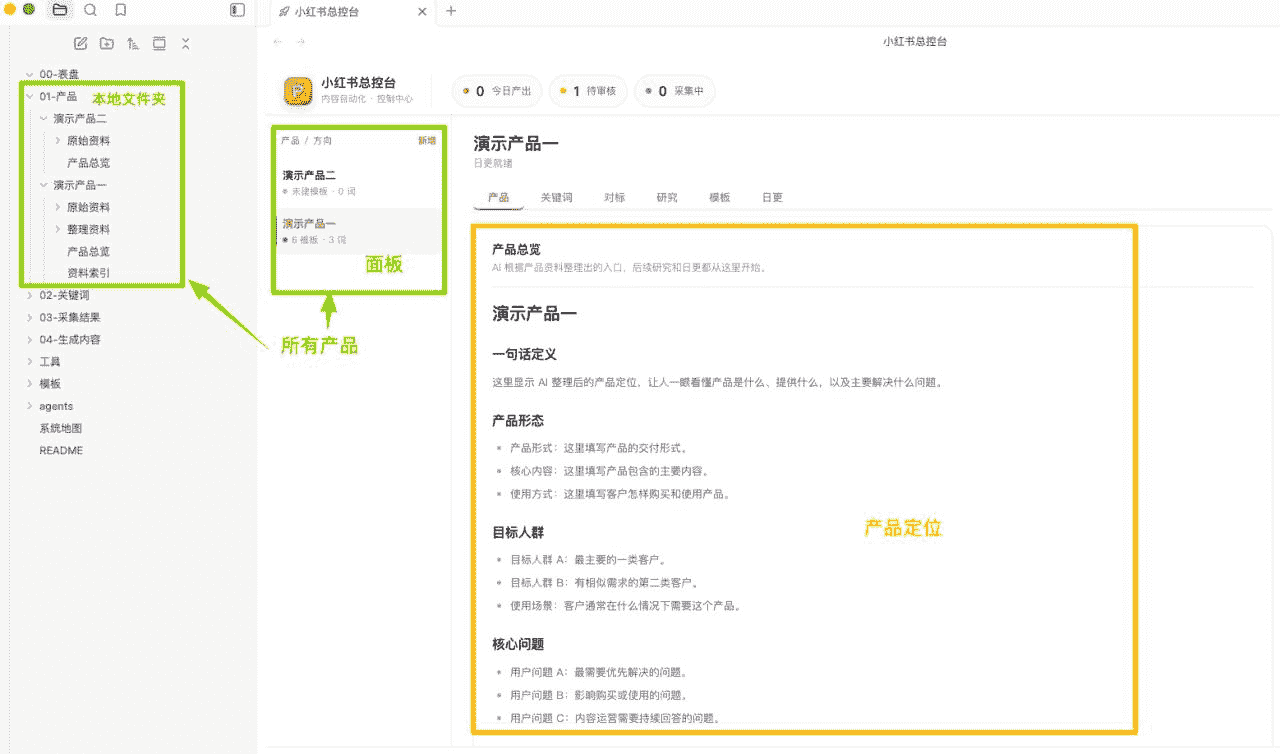 小红书总控台
小红书总控台
00-表盘
01-产品
本地文件夹
演示产品二
原始资料
产品总览
演示产品一
原始资料
整理资料
产品总览
资料索引
02-关键词
03-采集结果
04-生成内容
工具
模板
agents
系统地图
README
小红书总控台
内容自动化 · 控制中心
0 今日产出
1 待审核
0 采集中
产品 / 方向
新增
演示产品二
未建模板 · 0 词
演示产品一
6 模板 · 3 词
面板
所有产品
演示产品一
日更就绪
产品
关键词
对标
研究
模板
日更
产品总览
AI 根据产品资料整理出的入口，后续研究和日更都从这里开始。
演示产品一
一句话定义
这里显示 AI 整理后的产品定位，让人一眼看懂产品是什么、提供什么，以及主要解决什么问题。
产品形态
产品形式：这里填写产品的交付形式。
核心内容：这里填写产品包含的主要内容。
使用方式：这里填写客户怎样购买和使用产品。
产品定位
目标人群
目标人群 A：最主要的一类客户。
目标人群 B：有相似需求的第二类客户。
使用场景：客户通常在什么情况下需要这个产品。
核心问题
用户问题 A：最需要优先解决的问题。
用户问题 B：影响购买或使用的问题。
用户问题 C：内容运营需要持续回答的问题。